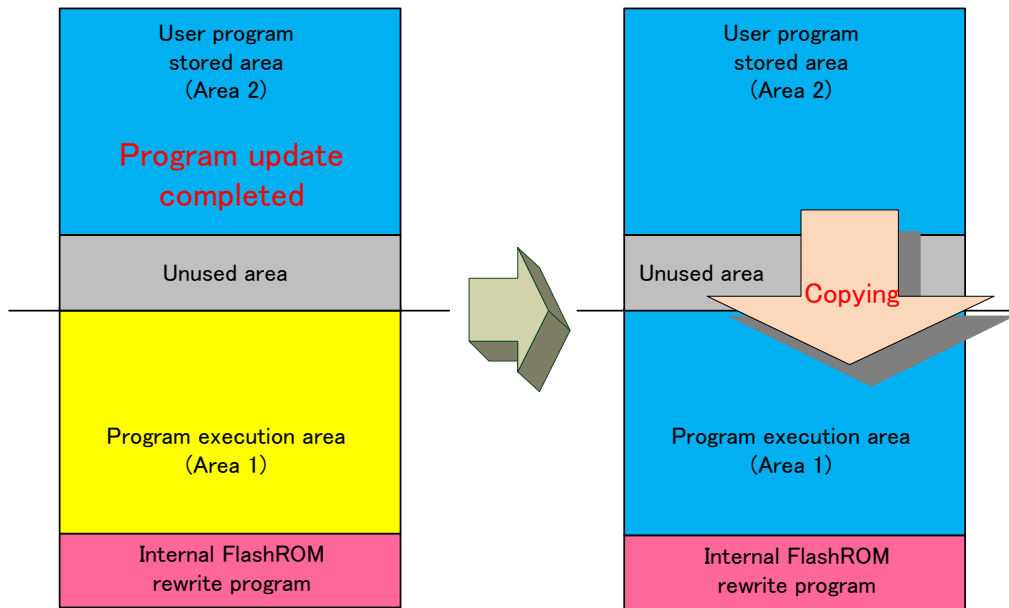 User program
stored area
(Area 2)
Program update
completed
Unused area
Program execution area
(Area 1)
Internal FlashROM
rewrite program
User program
stored area
(Area 2)
Unused area
Copying
Program execution area
(Area 1)
Internal FlashROM
rewrite program